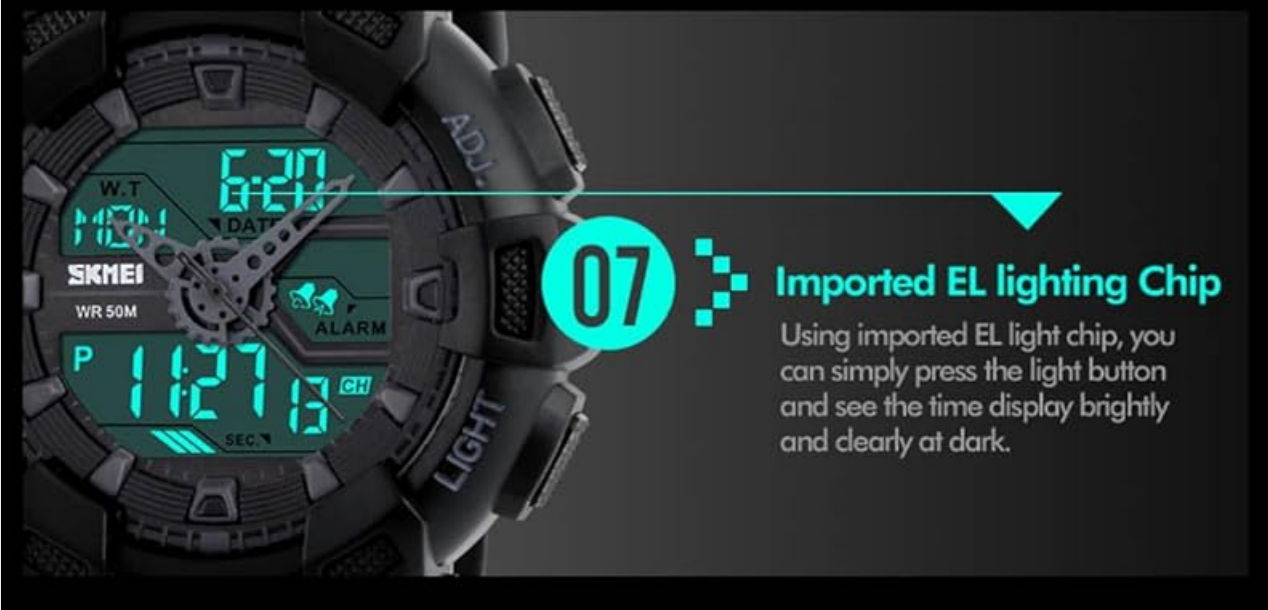 ADJ.
6-20
W.T
DATE
MON
SKMEI
WR 50M
ALARM
P
11:27
13
CH
SEC.
LIGHT
07
Imported EL lighting Chip
Using imported EL light chip, you
can simply press the light button
and see the time display brightly
and clearly at dark.